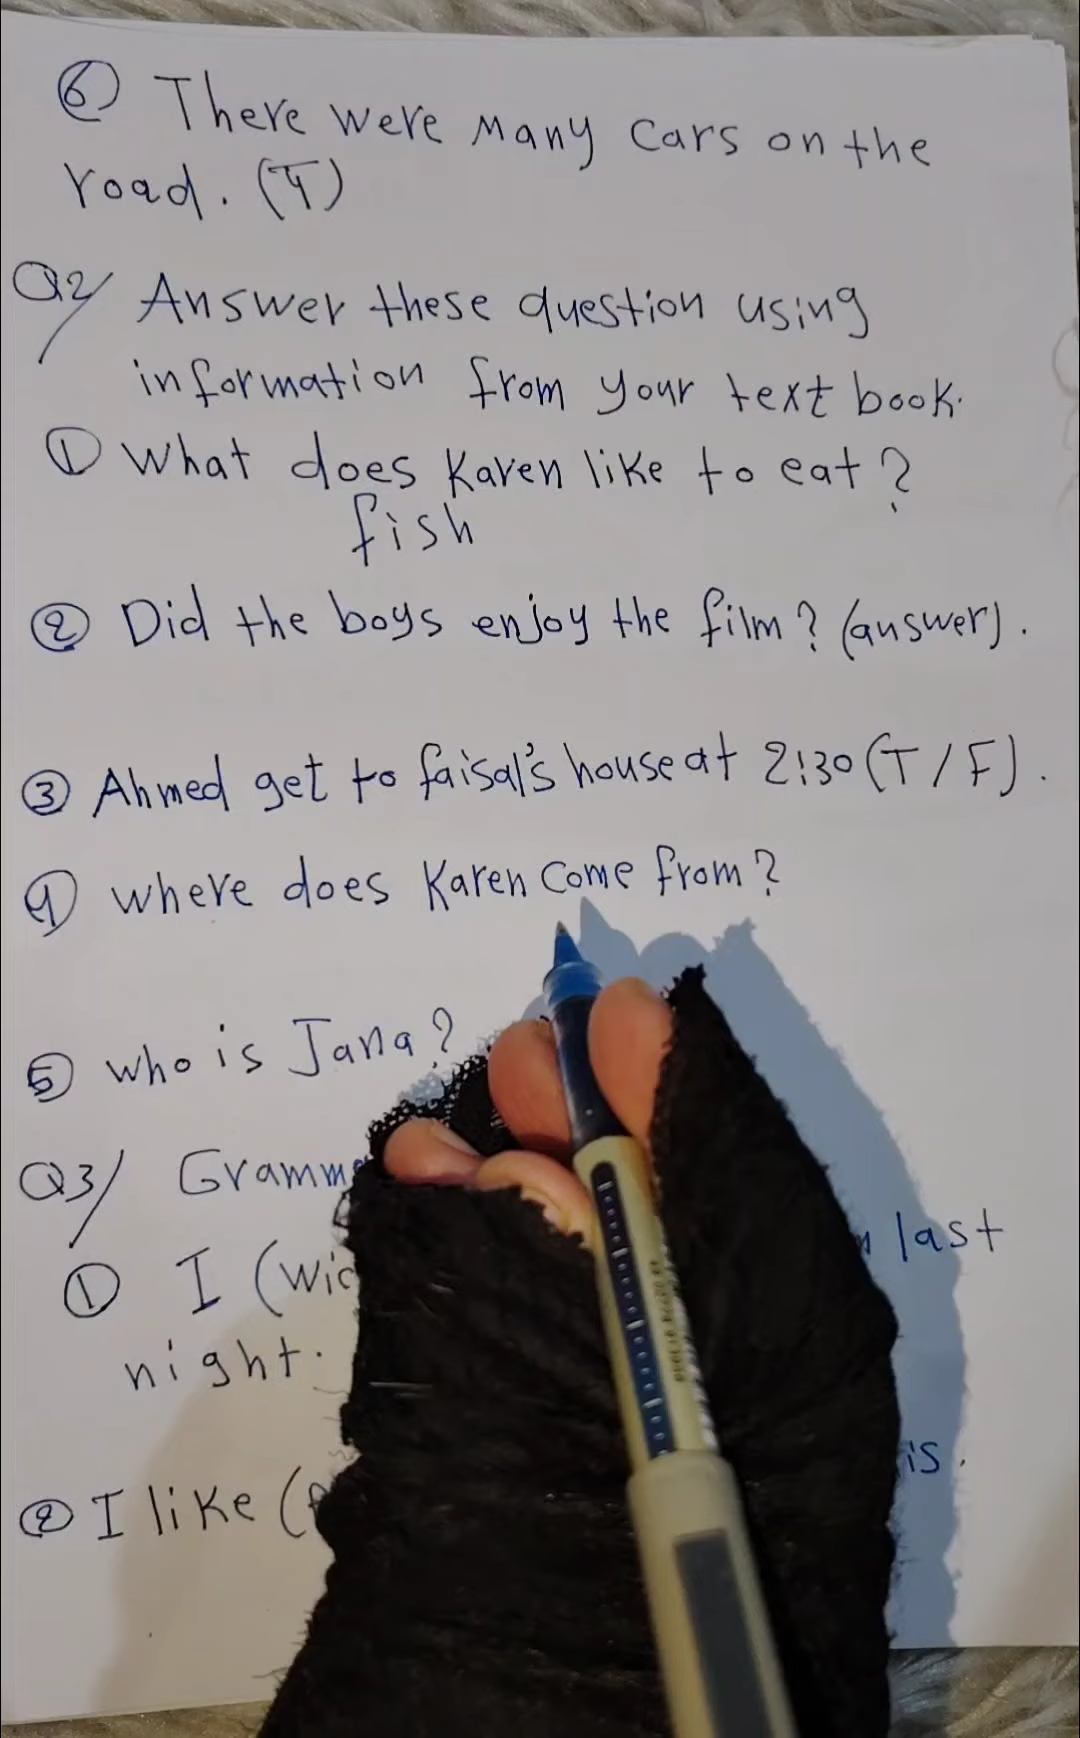 6 There were many cars on the
road. (T)
Q2/ Answer these question using
information from your text book.
1 What does Karen like to eat?
fish
2 Did the boys enjoy the film? (answer).
3 Ahmed get to faisal's house at 2:30 (T/F).
4 where does Karen come from?
5 who is Jana?
Q3/
1 I last
night.
2 I like ( is.